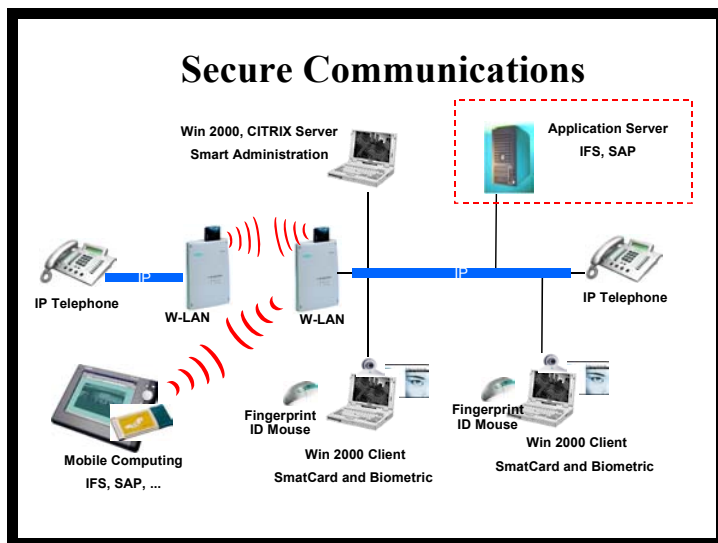 Secure Communications
Win 2000, CITRIX Server
Smart Administration
Application Server
IFS, SAP
IP
IP Telephone
W-LAN
W-LAN
IP
IP Telephone
Mobile Computing
IFS, SAP, ...
Fingerprint
ID Mouse
Win 2000 Client
SmatCard and Biometric
Fingerprint
ID Mouse
Win 2000 Client
SmatCard and Biometric